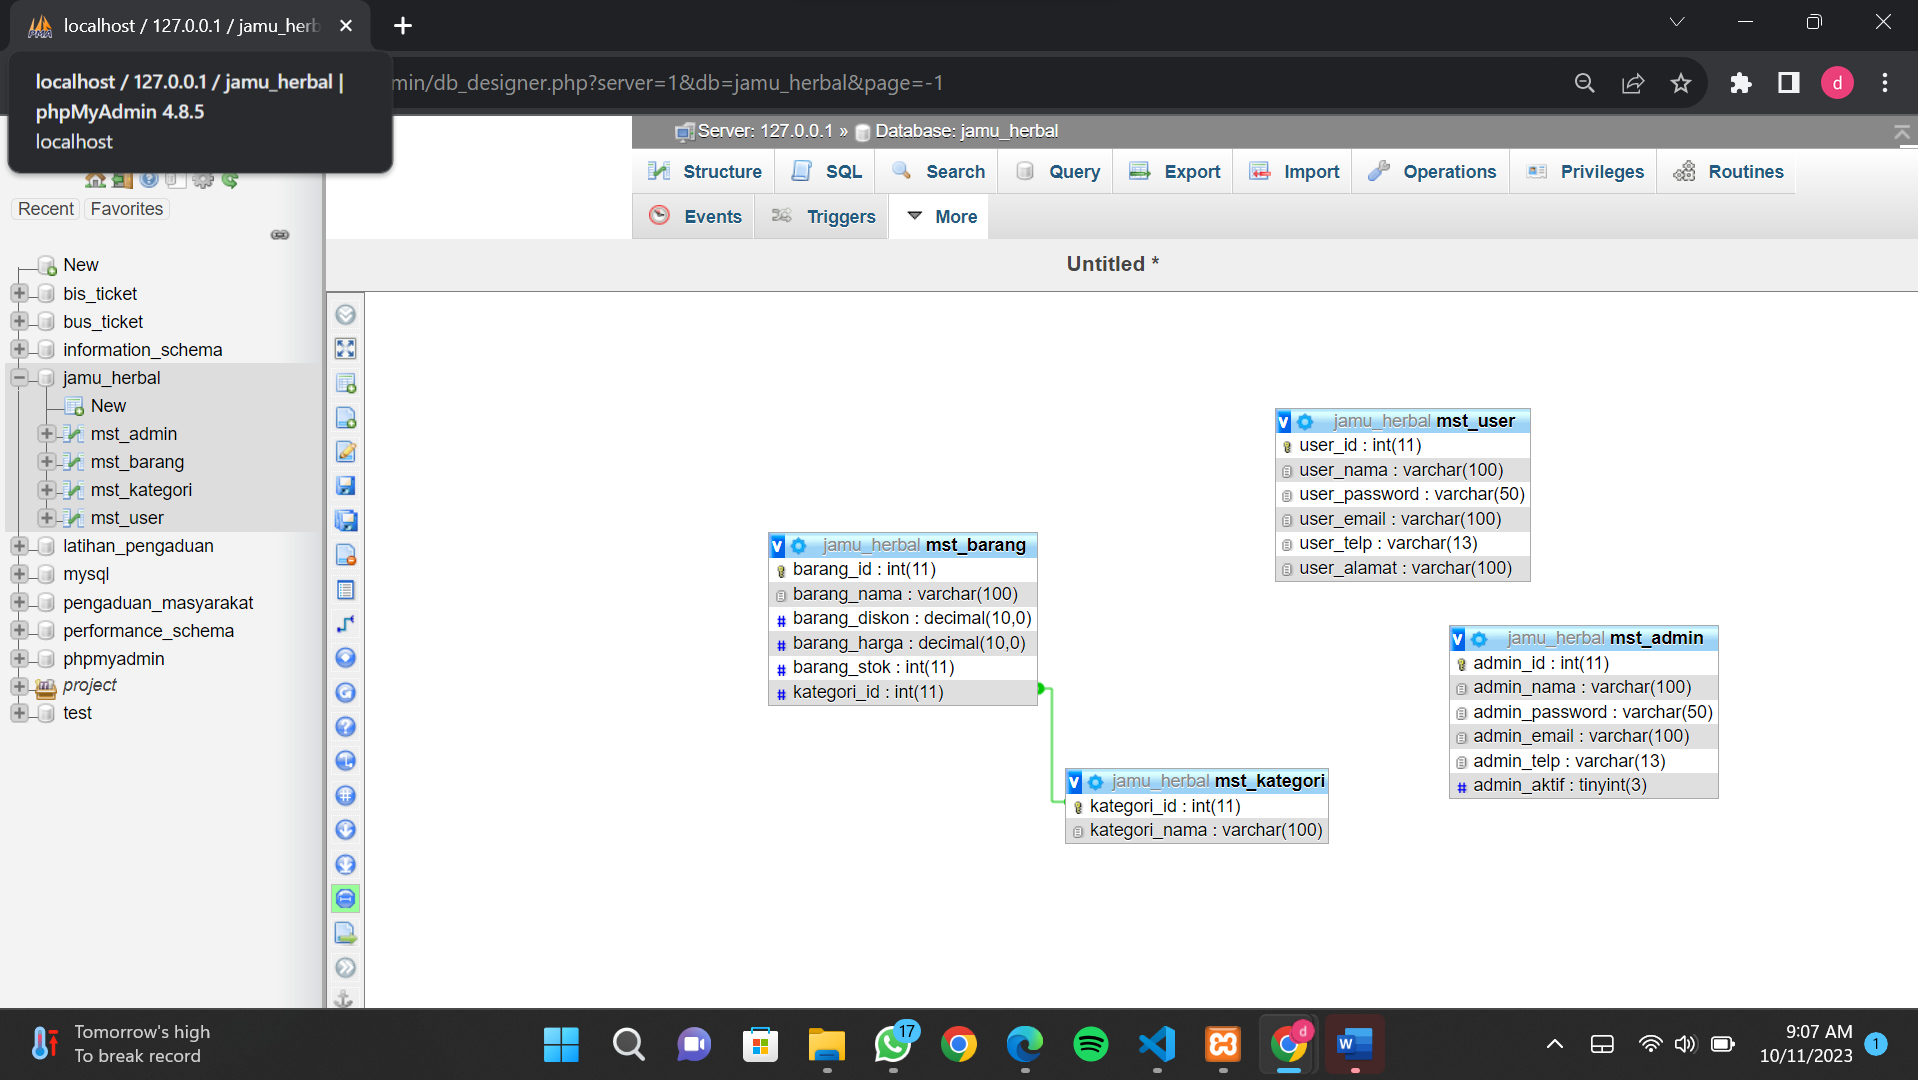 localhost / 127.0.0.1 / jamu_herb
localhost / 127.0.0.1 / jamu_herbal |
phpMyAdmin 4.8.5
localhost
min/db_designer.php?server=1&db=jamu_herbal&page=-1
d
Server: 127.0.0.1 » Database: jamu_herbal
Structure
SQL
Search
Query
Export
Import
Operations
Privileges
Routines
Events
Triggers
More
Recent
Favorites
New
bis_ticket
bus_ticket
information_schema
jamu_herbal
New
mst_admin
mst_barang
mst_kategori
mst_user
latihan_pengaduan
mysql
pengaduan_masyarakat
performance_schema
phpmyadmin
project
test
Untitled *
v jamu_herbal mst_user
user_id : int(11)
user_nama : varchar(100)
user_password : varchar(50)
user_email : varchar(100)
user_telp : varchar(13)
user_alamat : varchar(100)
v jamu_herbal mst_barang
barang_id : int(11)
barang_nama : varchar(100)
# barang_diskon : decimal(10,0)
# barang_harga : decimal(10,0)
# barang_stok : int(11)
# kategori_id : int(11)
v jamu_herbal mst_admin
admin_id : int(11)
admin_nama : varchar(100)
admin_password : varchar(50)
admin_email : varchar(100)
admin_telp : varchar(13)
# admin_aktif : tinyint(3)
v jamu_herbal mst_kategori
kategori_id : int(11)
kategori_nama : varchar(100)
Tomorrow's high
To break record
17
d
W
9:07 AM
10/11/2023
1